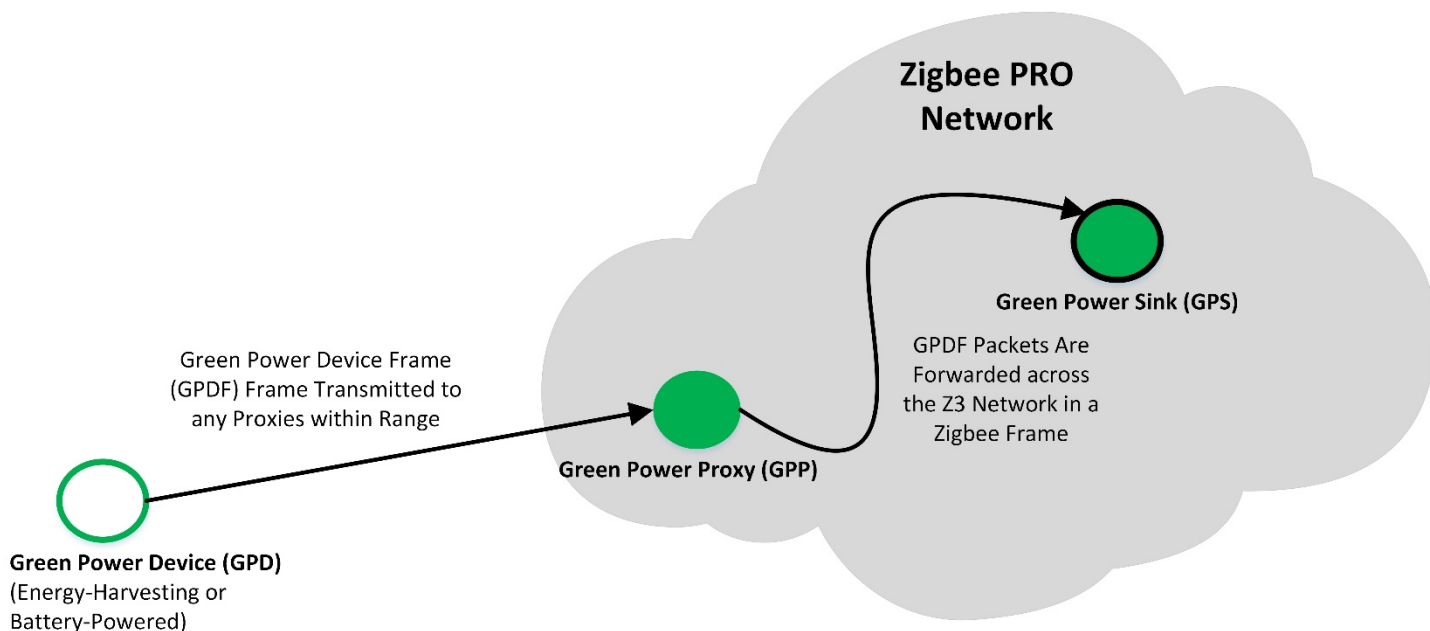 Zigbee PRO
Network
Green Power Sink (GPS)
GPDF Packets Are
Forwarded across
the Z3 Network in a
Zigbee Frame
Green Power Device Frame
(GPDF) Frame Transmitted to
any Proxies within Range
Green Power Proxy (GPP)
Green Power Device (GPD)
(Energy-Harvesting or
Battery-Powered)